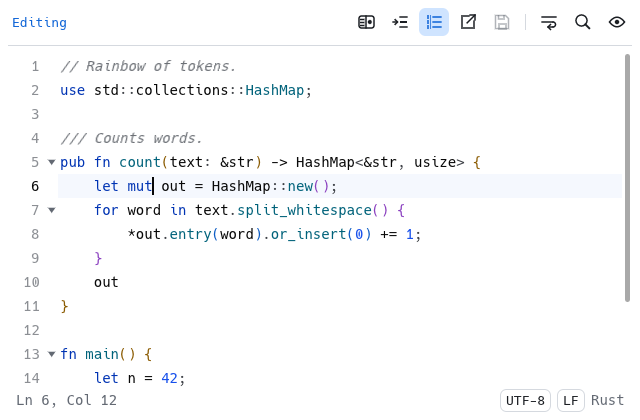 Editing
1 // Rainbow of tokens.
2 use std::collections::HashMap;
3
4 /// Counts words.
5 pub fn count(text: &str) -> HashMap<&str, usize> {
6     let mut out = HashMap::new();
7     for word in text.split_whitespace() {
8         *out.entry(word).or_insert(0) += 1;
9     }
10     out
11 }
12
13 fn main() {
14     let n = 42;
Ln 6, Col 12 UTF-8 LF Rust